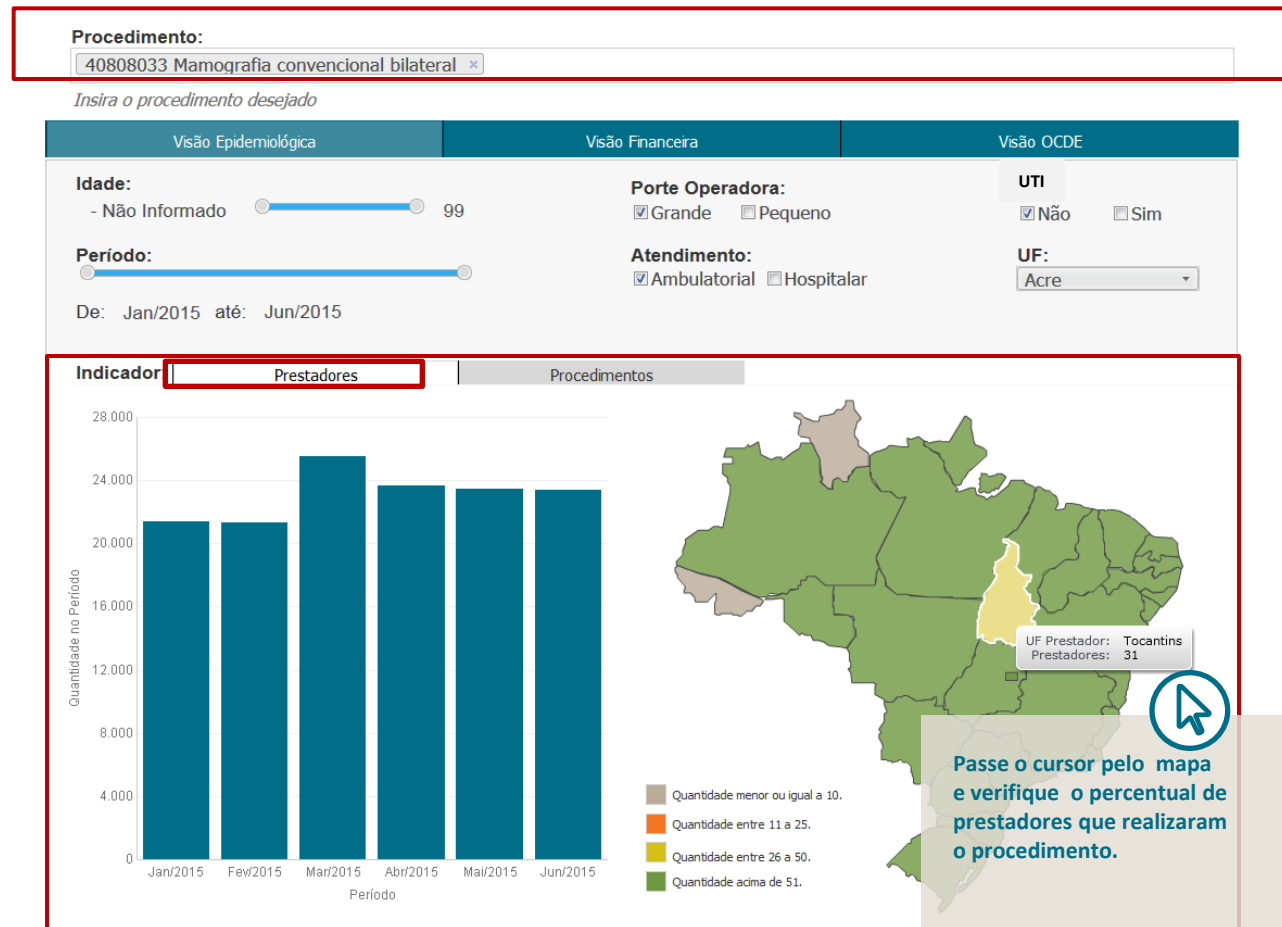 Procedimento:
40808033 Mamografia convencional bilateral ×
Insira o procedimento desejado
Visão Epidemiológica
Visão Financeira
Visão OCDE
Idade:
- Não Informado 99
Porte Operadora:
Grande Pequeno
UTI
Não Sim
Período:
De: Jan/2015 até: Jun/2015
Atendimento:
Ambulatorial Hospitalar
UF:
Acre
Indicador:
Prestadores
Procedimentos
28.000
24.000
20.000
16.000
12.000
8.000
4.000
0
Quantidade no Período
Jan/2015 Fev/2015 Mar/2015 Abr/2015 Mai/2015 Jun/2015
Período
UF Prestador: Tocantins
Prestadores: 31
Quantidade menor ou igual a 10.
Quantidade entre 11 a 25.
Quantidade entre 26 a 50.
Quantidade acima de 51.
Passe o cursor pelo mapa
e verifique o percentual de
prestadores que realizaram
o procedimento.